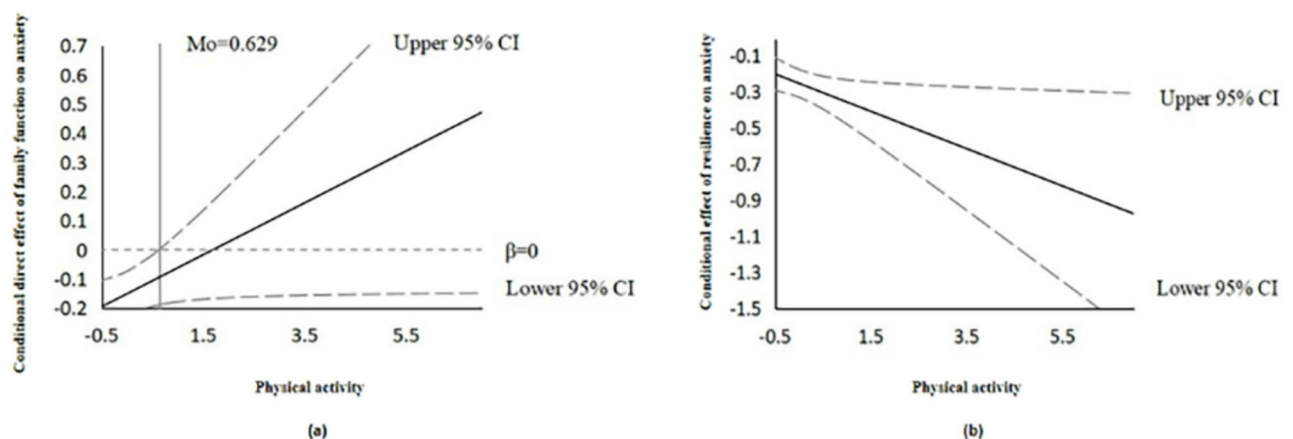 Conditional direct effect of family function on anxiety
0.7
0.6
0.5
0.4
0.3
0.2
0.1
0
-0.1
-0.2
Mo=0.629
Upper 95% CI
β=0
Lower 95% CI
-0.5
1.5
3.5
5.5
Physical activity
(a)
Conditional effect of resilience on anxiety
-0.1
-0.3
-0.5
-0.7
-0.9
-1.1
-1.3
-1.5
Upper 95% CI
Lower 95% CI
-0.5
1.5
3.5
5.5
Physical activity
(b)